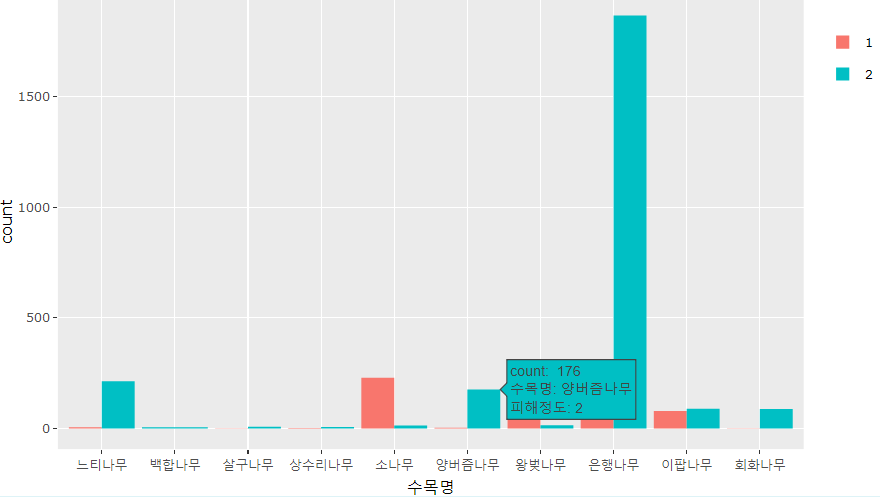 1
2
1500
1000
500
0
count
count: 176
수목명: 양버즘나무
피해정도: 2
느티나무 백합나무 살구나무 상수리나무 소나무 양버즘나무 왕벚나무 은행나무 이팝나무 회화나무
수목명